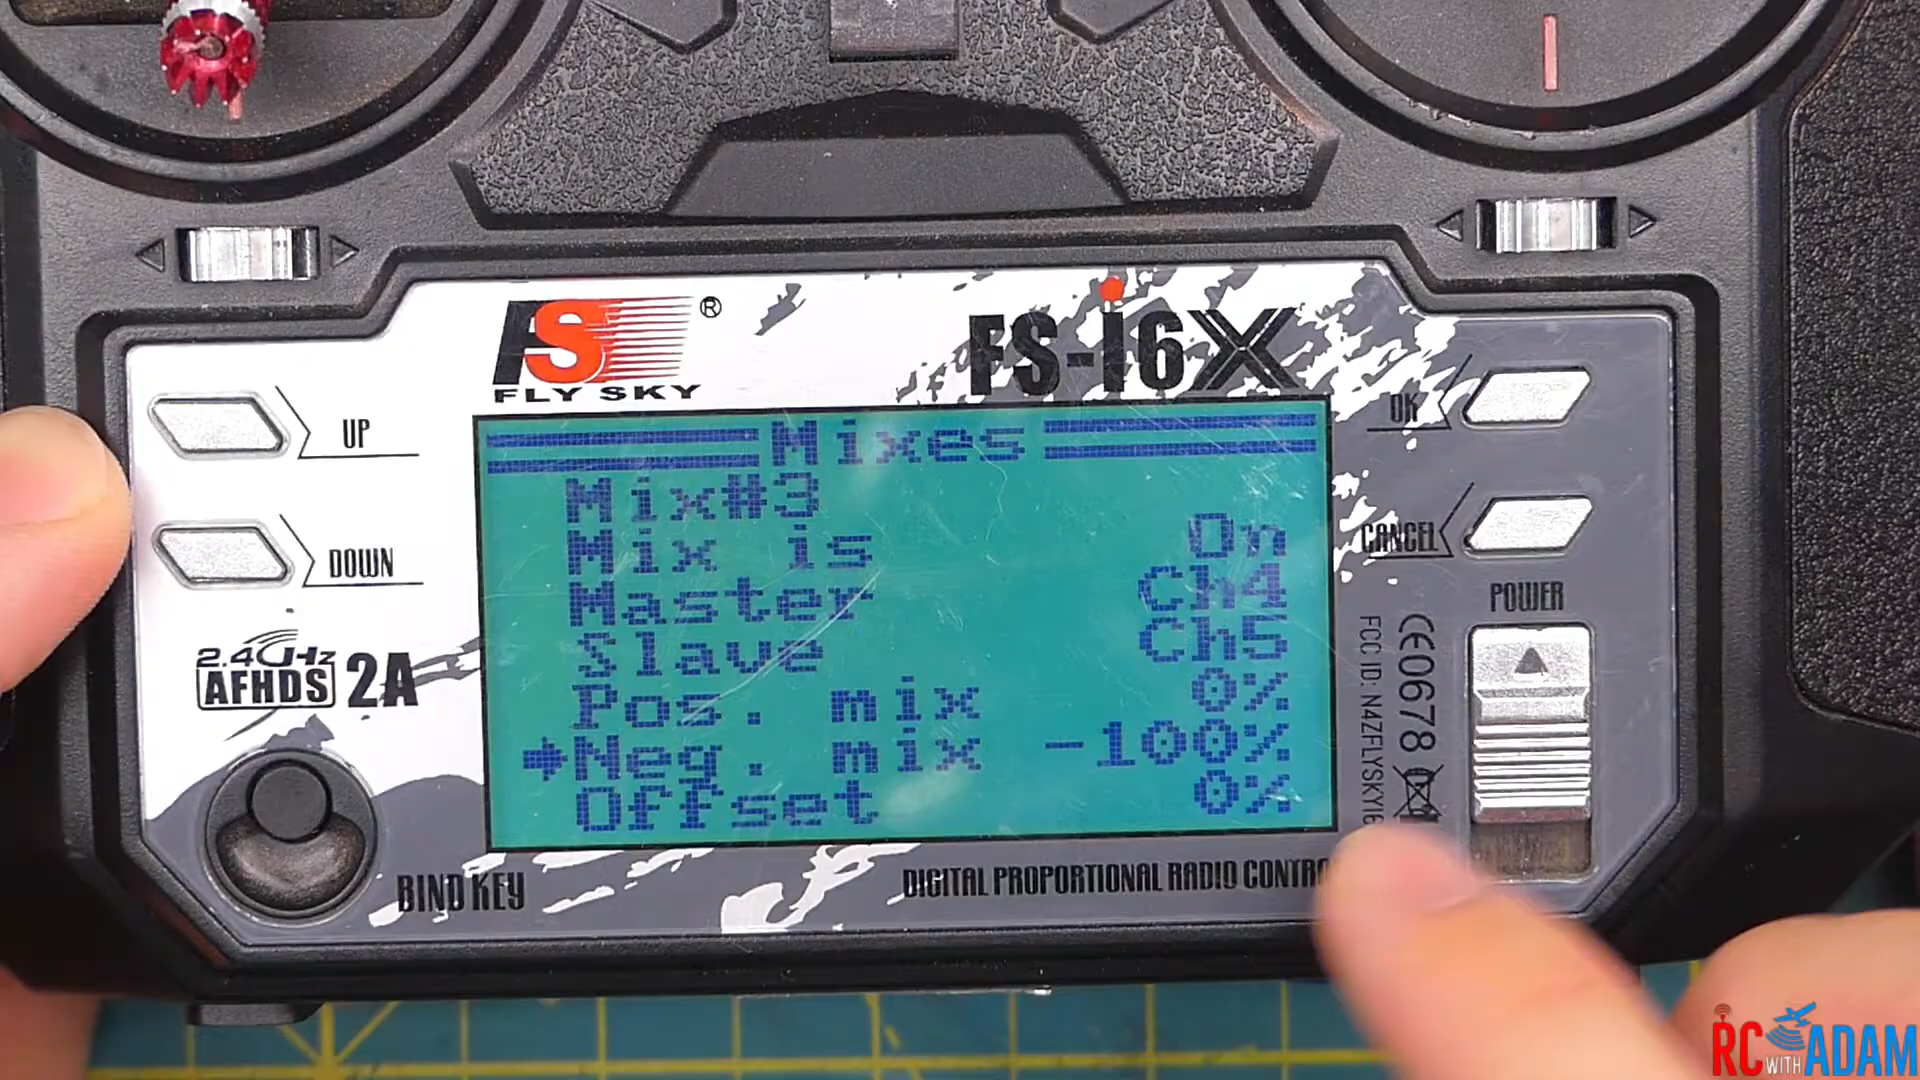 FS®
FLY SKY
FS-i6X
UP
DOWN
OK
CANCEL
POWER
Mixes
Mix#3
Mix is On
Master Ch4
Slave Ch5
Pos. mix 0%
Neg. mix -100%
Offset 0%
2.4GHz
AFHDS 2A
BIND KEY
DIGITAL PROPORTIONAL RADIO
CE0678
FCC ID: N4ZFLYSKYI6
RC WITH ADAM